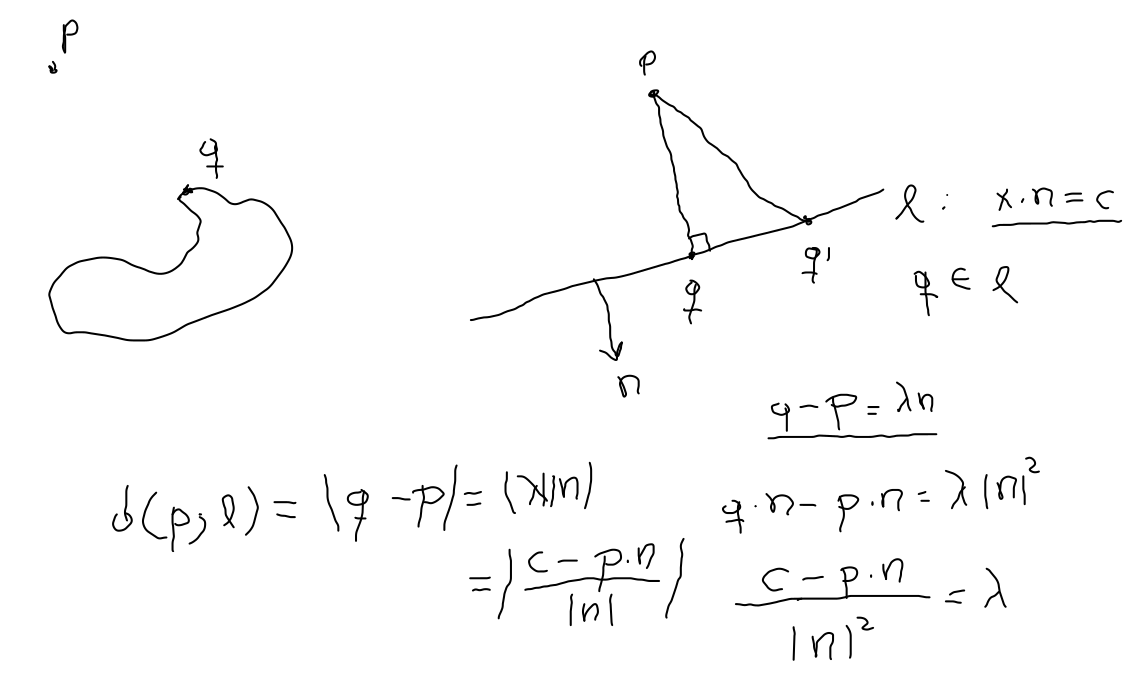 p
q
p
l : x·n = c
q'
q
q ∈ l
n
q - p = λn
d(p, l) = |q - p| = |λ||n|
q·n - p·n = λ|n|²
= |(c - p·n)/|n||
(c - p·n)/|n|² = λ